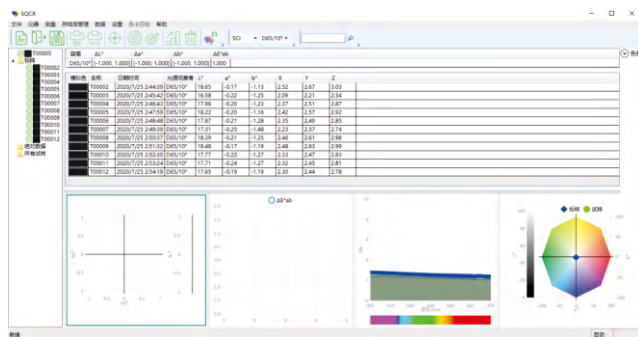 SQCX
文件 仪器 测量 存档库管理 数据 设置 色卡匹配 帮助
SCI D65/10°
容差 ΔL* Δa* Δb* ΔE*ab
D65/10° [-1.000, 1.000] [-1.000, 1.000] [-1.000, 1.000] 1.000
T00005
标样
T00002
T00003
T00004
T00005
T00006
T00007
T00008
T00009
T00010
T00011
T00012
绝对数据
所有试样
模拟色 名称 日期时间 光源观察者 L* a* b* X Y Z
T00002 2020/7/25 2:44:39 D65/10° 18.65 -0.17 -1.13 2.52 2.67 3.03
T00003 2020/7/25 2:45:42 D65/10° 16.58 -0.22 -1.25 2.09 2.21 2.54
T00004 2020/7/25 2:46:43 D65/10° 17.96 -0.20 -1.23 2.37 2.51 2.87
T00005 2020/7/25 2:47:59 D65/10° 18.22 -0.20 -1.16 2.42 2.57 2.92
T00006 2020/7/25 2:48:48 D65/10° 17.87 -0.21 -1.26 2.35 2.49 2.85
T00007 2020/7/25 2:49:39 D65/10° 17.31 -0.25 -1.48 2.23 2.37 2.74
T00008 2020/7/25 2:50:37 D65/10° 18.39 -0.21 -1.25 2.46 2.61 2.98
T00009 2020/7/25 2:51:32 D65/10° 18.48 -0.17 -1.19 2.48 2.63 2.99
T00010 2020/7/25 2:52:30 D65/10° 17.77 -0.22 -1.27 2.33 2.47 2.83
T00011 2020/7/25 2:53:24 D65/10° 17.71 -0.24 -1.27 2.32 2.45 2.81
T00012 2020/7/25 2:54:19 D65/10° 17.65 -0.19 -1.19 2.30 2.44 2.78
ΔE*ab
标样 试样